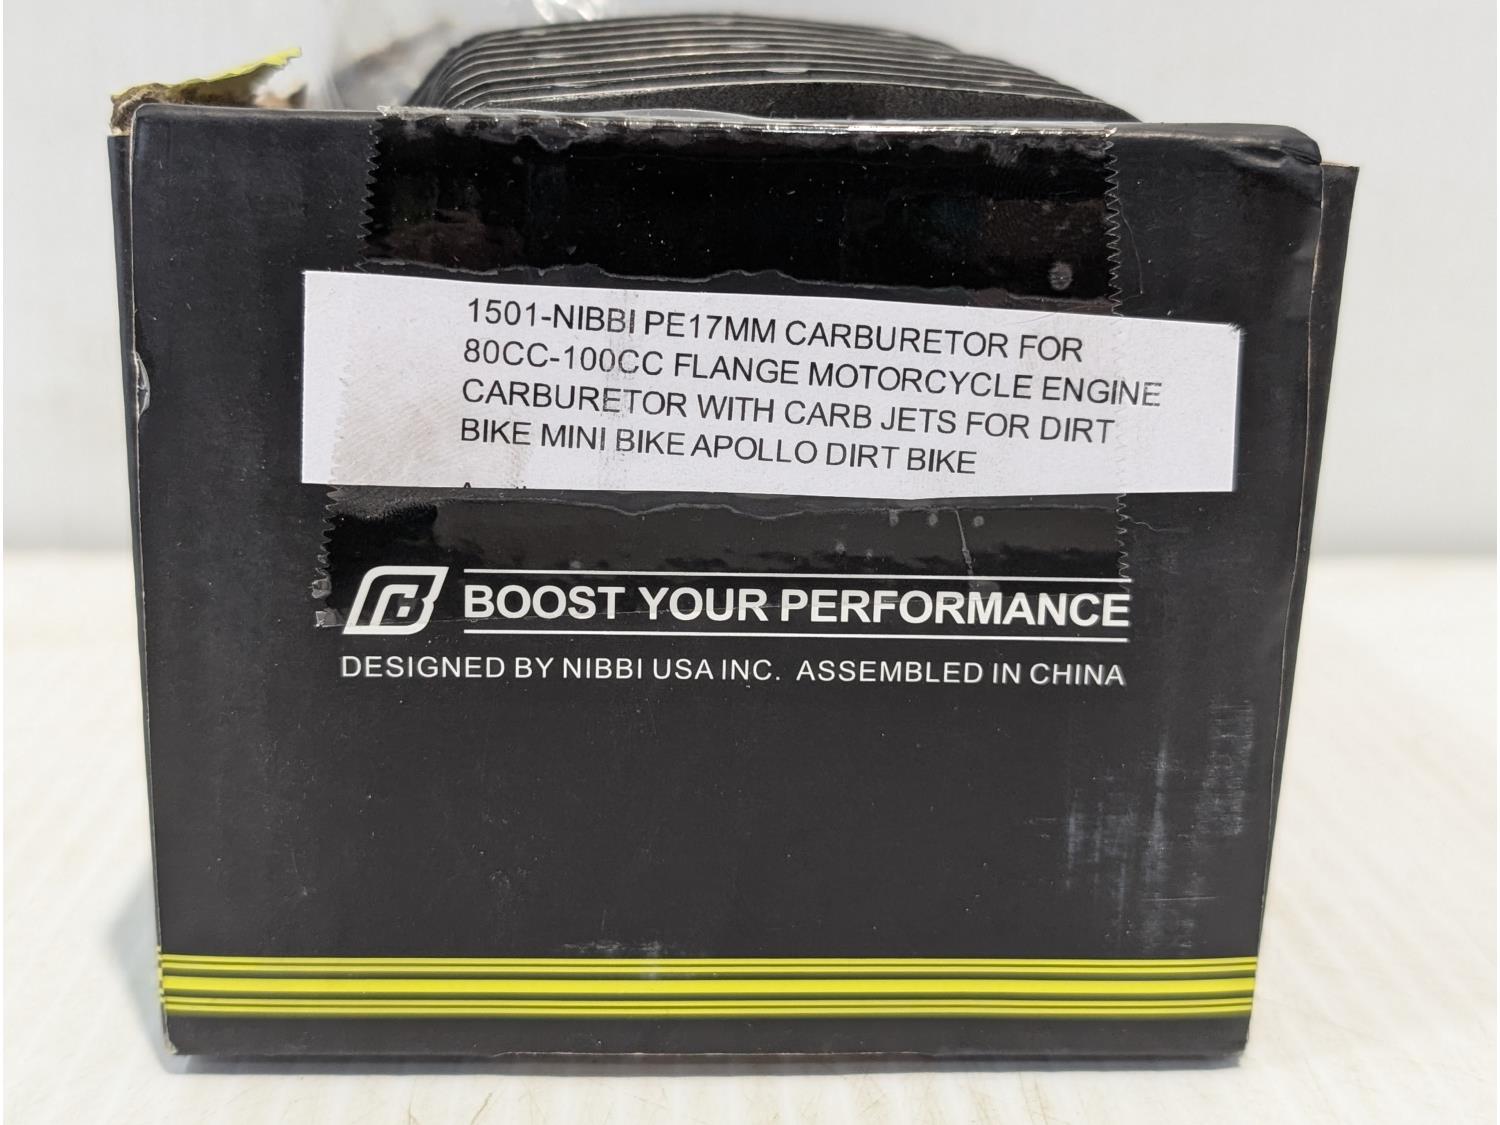 1501-NIBBI PE17MM CARBURETOR FOR
80CC-100CC FLANGE MOTORCYCLE ENGINE
CARBURETOR WITH CARB JETS FOR DIRT
BIKE MINI BIKE APOLLO DIRT BIKE
BOOST YOUR PERFORMANCE
DESIGNED BY NIBBI USA INC. ASSEMBLED IN CHINA